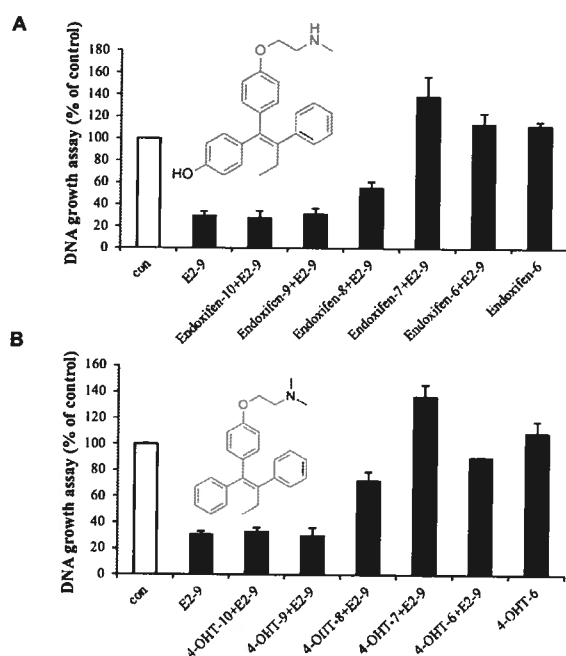 A
H
N
O
HO
DNA growth assay (% of control)
180
160
140
120
100
80
60
40
20
0
con
E2-9
Endoxifen-10+E2-9
Endoxifen-9+E2-9
Endoxifen-8+E2-9
Endoxifen-7+E2-9
Endoxifen-6+E2-9
Endoxifen-6
B
N
O
DNA growth assay (% of control)
160
140
120
100
80
60
40
20
0
con
E2-9
4-OHT-10+E2-9
4-OHT-9+E2-9
4-OHT-8+E2-9
4-OHT-7+E2-9
4-OHT-6+E2-9
4-OHT-6